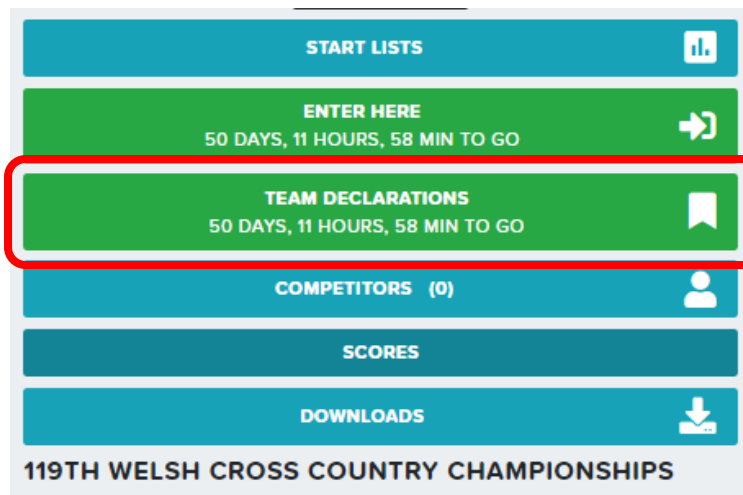 START LISTS
ENTER HERE
50 DAYS, 11 HOURS, 58 MIN TO GO
TEAM DECLARATIONS
50 DAYS, 11 HOURS, 58 MIN TO GO
COMPETITORS (0)
SCORES
DOWNLOADS
119TH WELSH CROSS COUNTRY CHAMPIONSHIPS